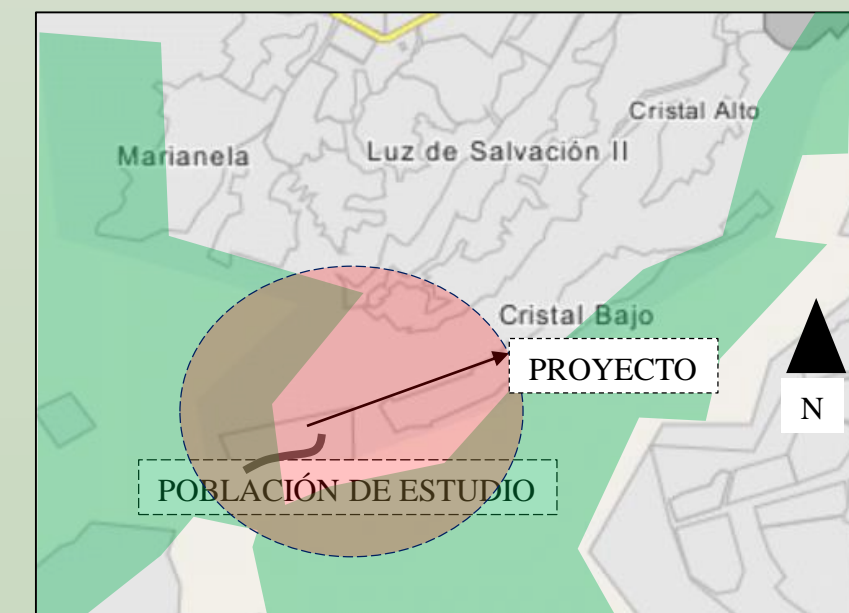 Cristal Alto
Marianela
Luz de Salvación II
Cristal Bajo
PROYECTO
N
POBLACIÓN DE ESTUDIO